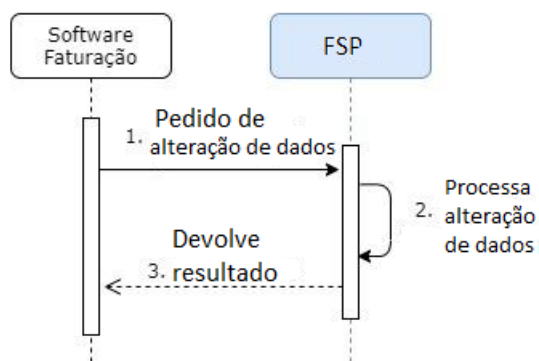 Software
Faturação
FSP
1. Pedido de
alteração de dados
2. Processa
alteração
de dados
Devolve
3. resultado